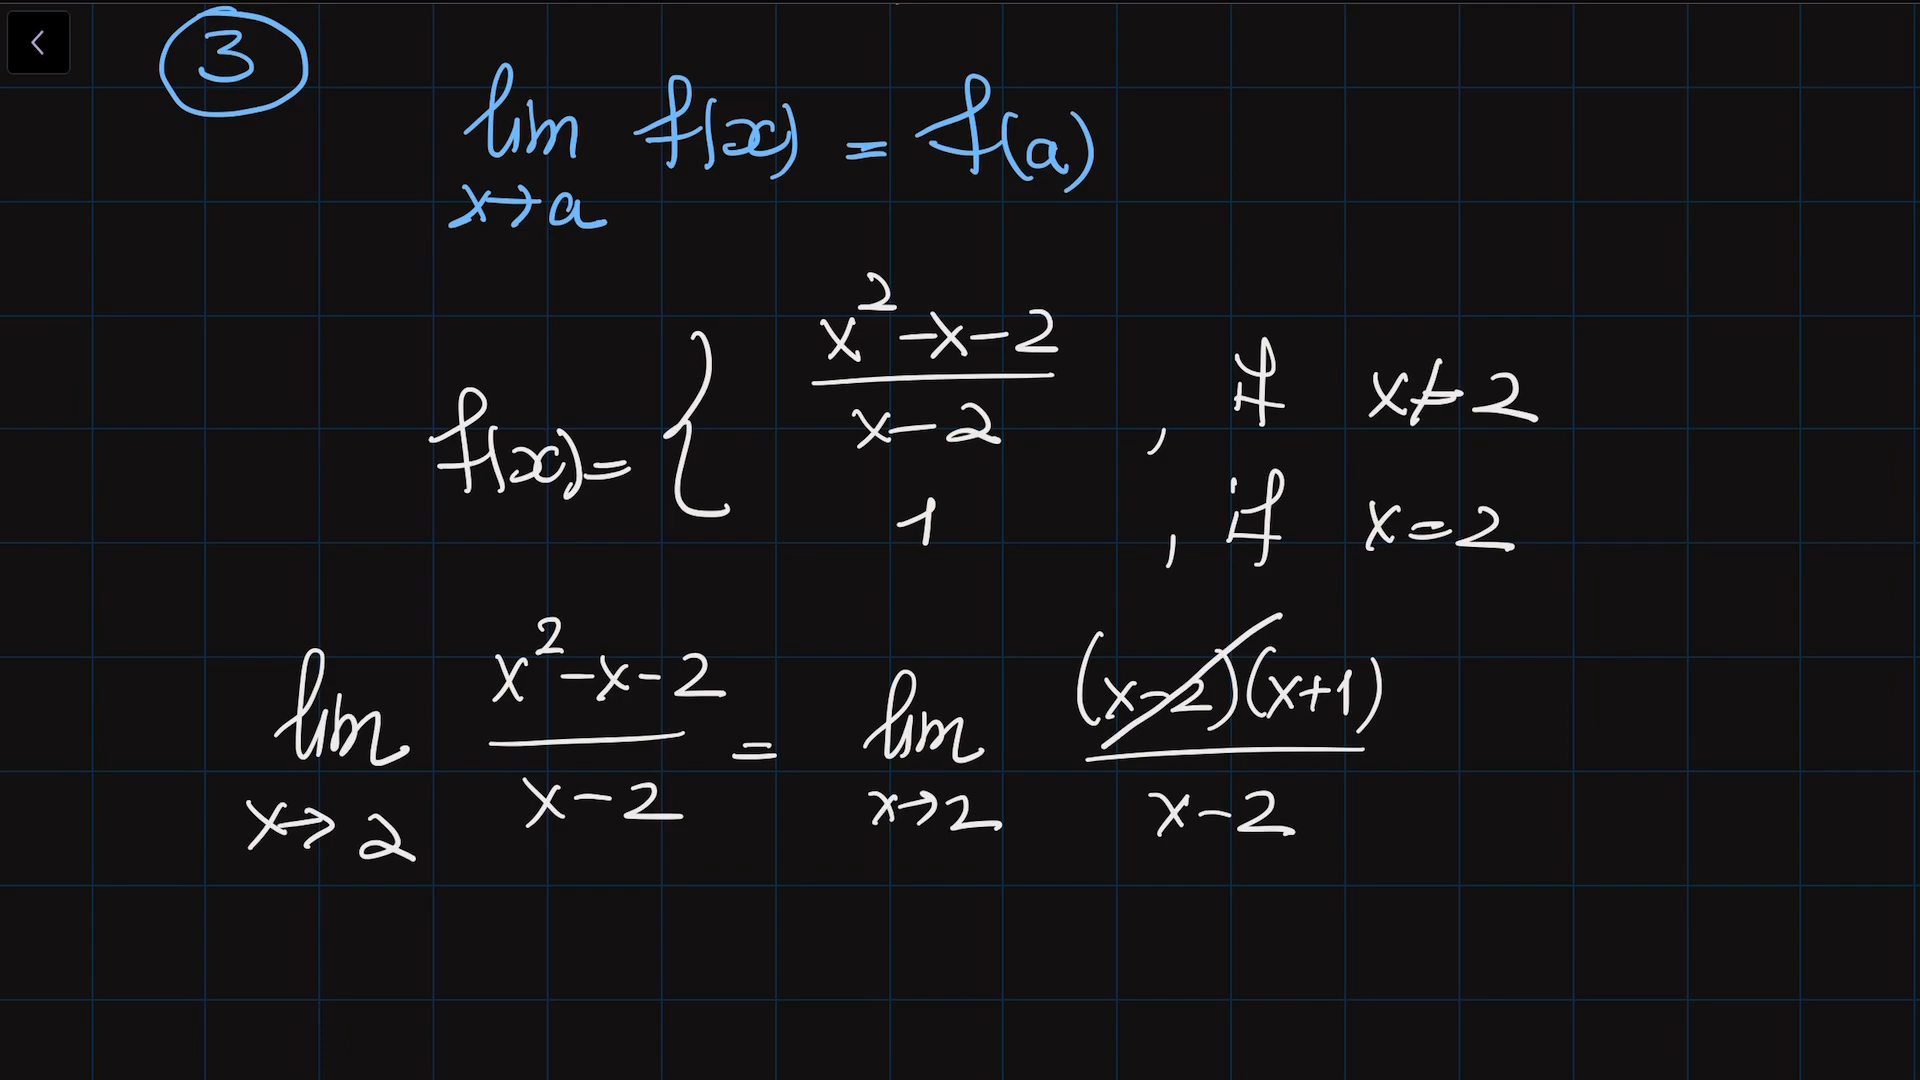 3
lim f(x) = f(a)
x→a
x² -x-2
x-2 , if x≠2
f(x)= {
1 , if x=2
lim x²-x-2 / x-2 = lim (x-2)(x+1) / x-2
x→2 x→2